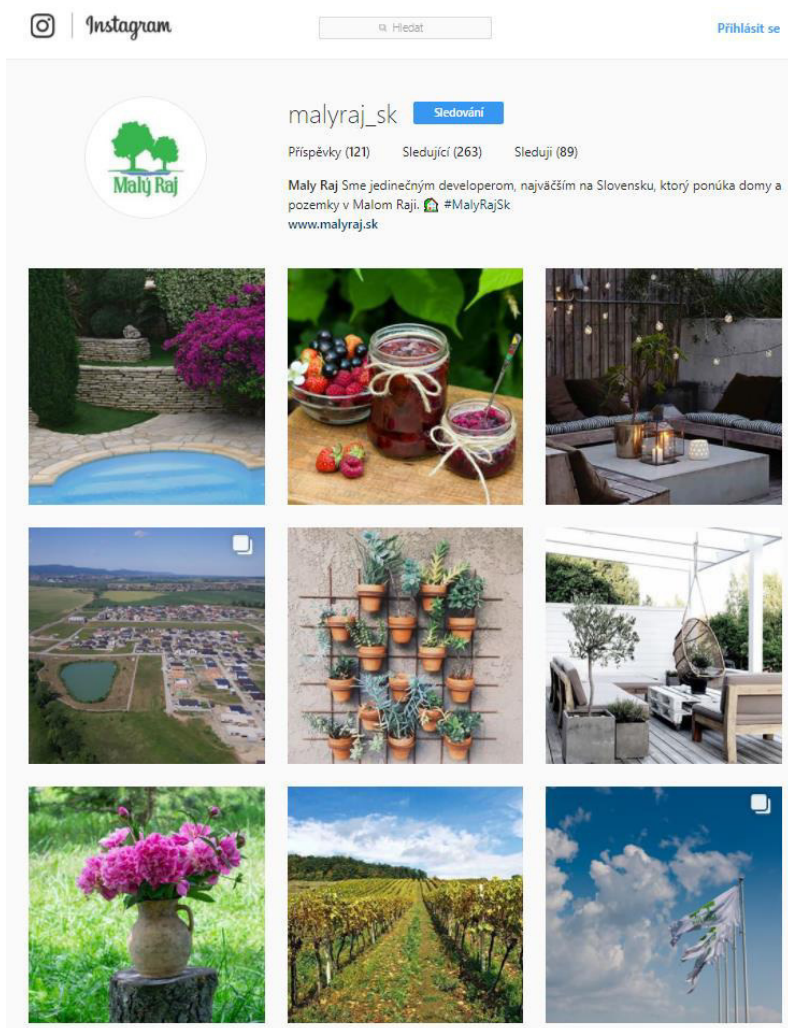 Instagram
Hledat
Přihlásit se
malyraj_sk
Sledování
Malý Raj
Příspěvky (121) Sledující (263) Sleduji (89)
Maly Raj Sme jedinečným developerom, najväčším na Slovensku, ktorý ponúka domy a
pozemky v Malom Raji. 🏡 #MalyRajSk
www.malyraj.sk